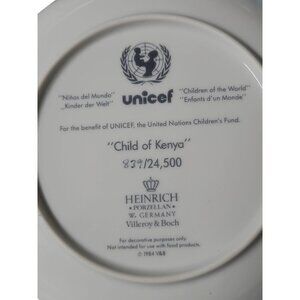 unicef
"Niños del Mundo"
"Kinder der Welt"
"Children of the World"
"Enfants d'un Monde"
For the benefit of UNICEF, the United Nations Children's Fund.
"Child of Kenya"
839/24,500
HEINRICH
• PORZELLAN •
W. GERMANY
Villeroy & Boch
For decorative purposes only.
Not intended for use with food products.
© 1984 V&B